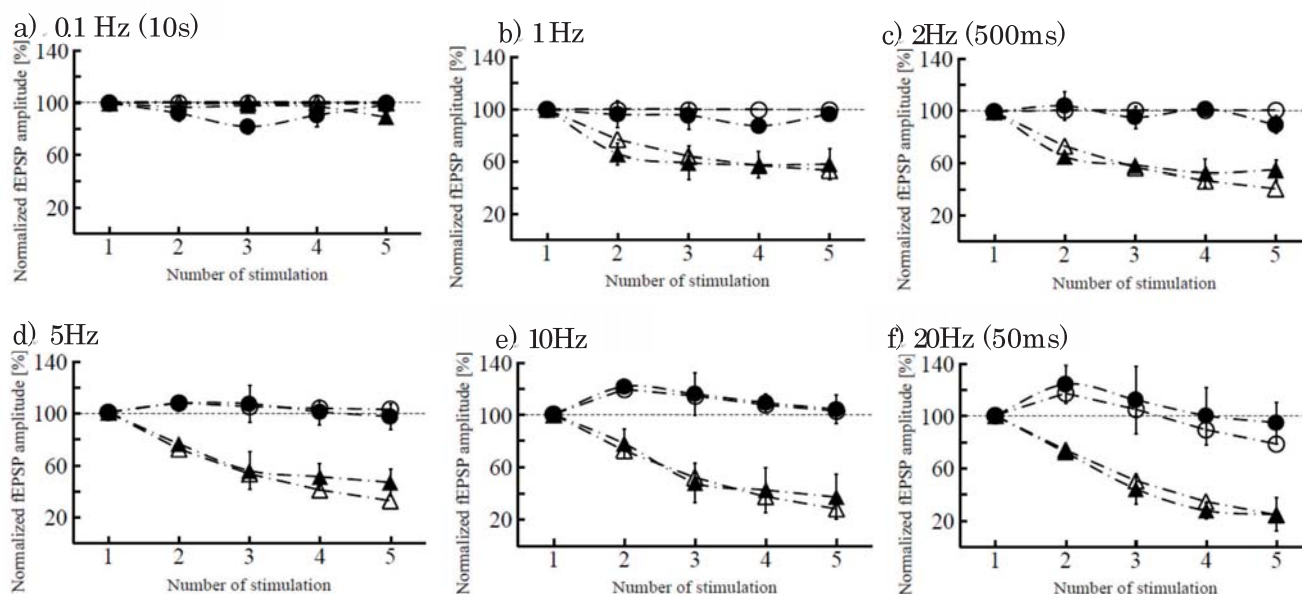 a) 0.1 Hz (10s)
Normalized fEPSP amplitude [%]
140
100
60
20
1 2 3 4 5
Number of stimulation
b) 1Hz
Normalized fEPSP amplitude [%]
140
100
60
20
1 2 3 4 5
Number of stimulation
c) 2Hz (500ms)
Normalized fEPSP amplitude [%]
140
100
60
20
1 2 3 4 5
Number of stimulation
d) 5Hz
Normalized fEPSP amplitude [%]
140
100
60
20
1 2 3 4 5
Number of stimulation
e) 10Hz
Normalized fEPSP amplitude [%]
140
100
60
20
1 2 3 4 5
Number of stimulation
f) 20Hz (50ms)
Normalized fEPSP amplitude [%]
140
100
60
20
1 2 3 4 5
Number of stimulation